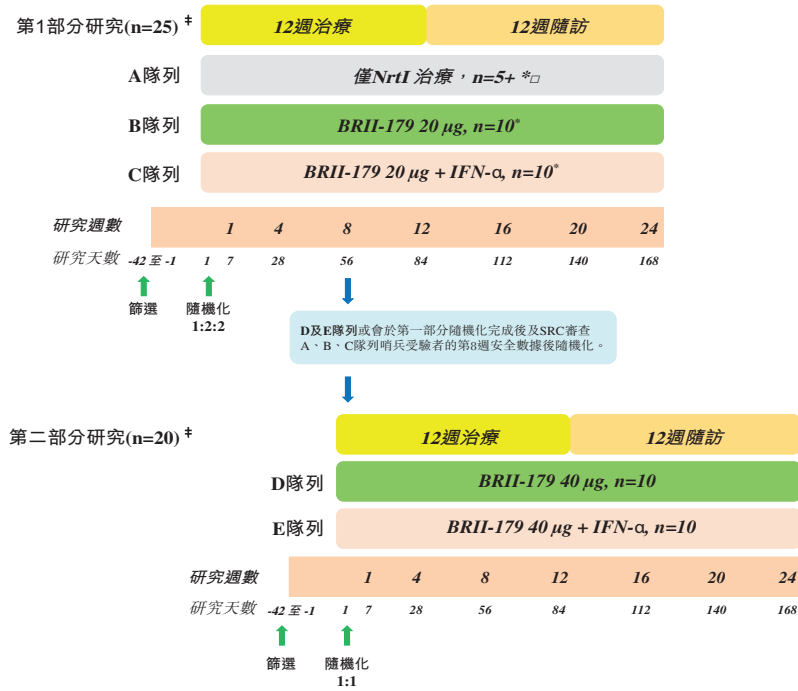 第1部分研究(n=25) ‡
12週治療
12週隨訪
A隊列
僅NrtI 治療，n=5+ *□
B隊列
BRII-179 20 µg, n=10*
C隊列
BRII-179 20 µg + IFN-α, n=10*
研究週數 1 4 8 12 16 20 24
研究天數 -42 至 -1 1 7 28 56 84 112 140 168
篩選
隨機化
1:2:2
D及E隊列或會於第一部分隨機化完成後及SRC審查
A、B、C隊列哨兵受驗者的第8週安全數據後隨機化。
第二部分研究(n=20) ‡
12週治療
12週隨訪
D隊列
BRII-179 40 µg, n=10
E隊列
BRII-179 40 µg + IFN-α, n=10
研究週數 1 4 8 12 16 20 24
研究天數 -42 至 -1 1 7 28 56 84 112 140 168
篩選
隨機化
1:1